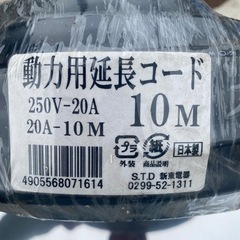 動力用延長コード
250V-20A
20A-10M
10M
プラ
外装
紙
商品説明
日本製
4905568071614
S.T.D 新東電器
0299-52-1311